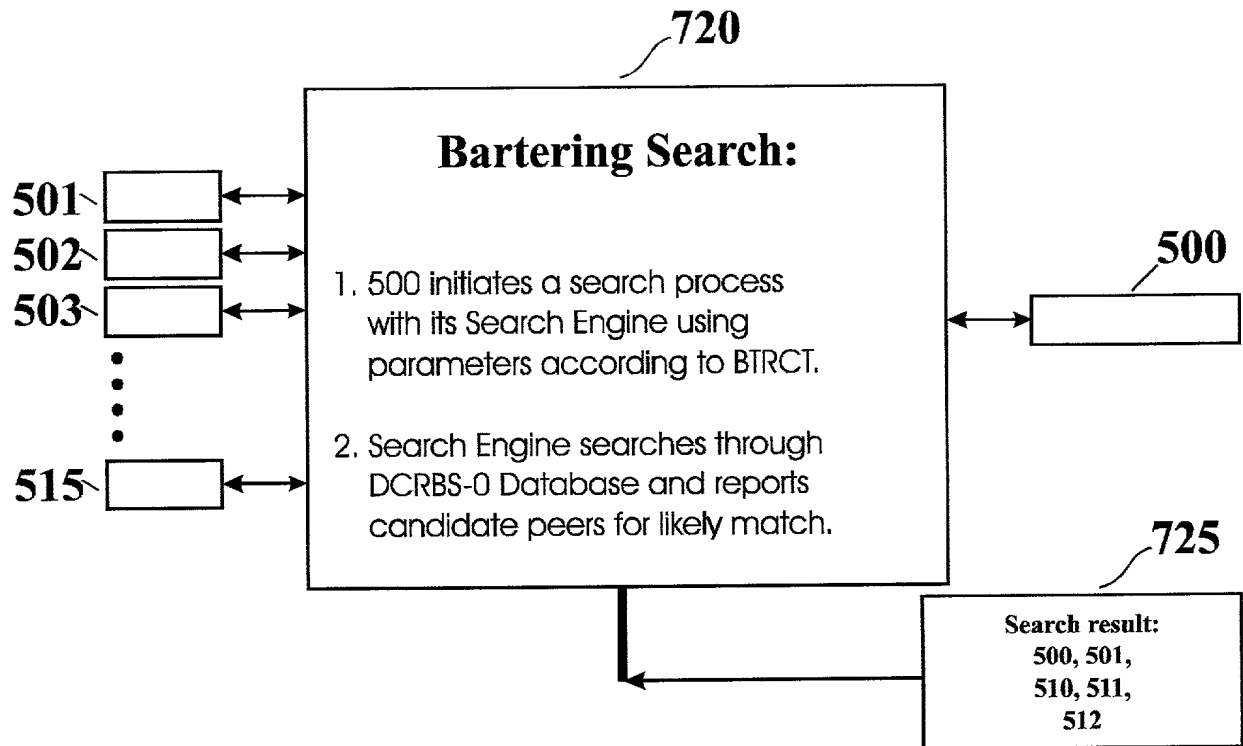 720
Bartering Search:
501
502
503
515
1. 500 initiates a search process
with its Search Engine using
parameters according to BTRCT.
2. Search Engine searches through
DCRBS-0 Database and reports
candidate peers for likely match.
500
725
Search result:
500, 501,
510, 511,
512